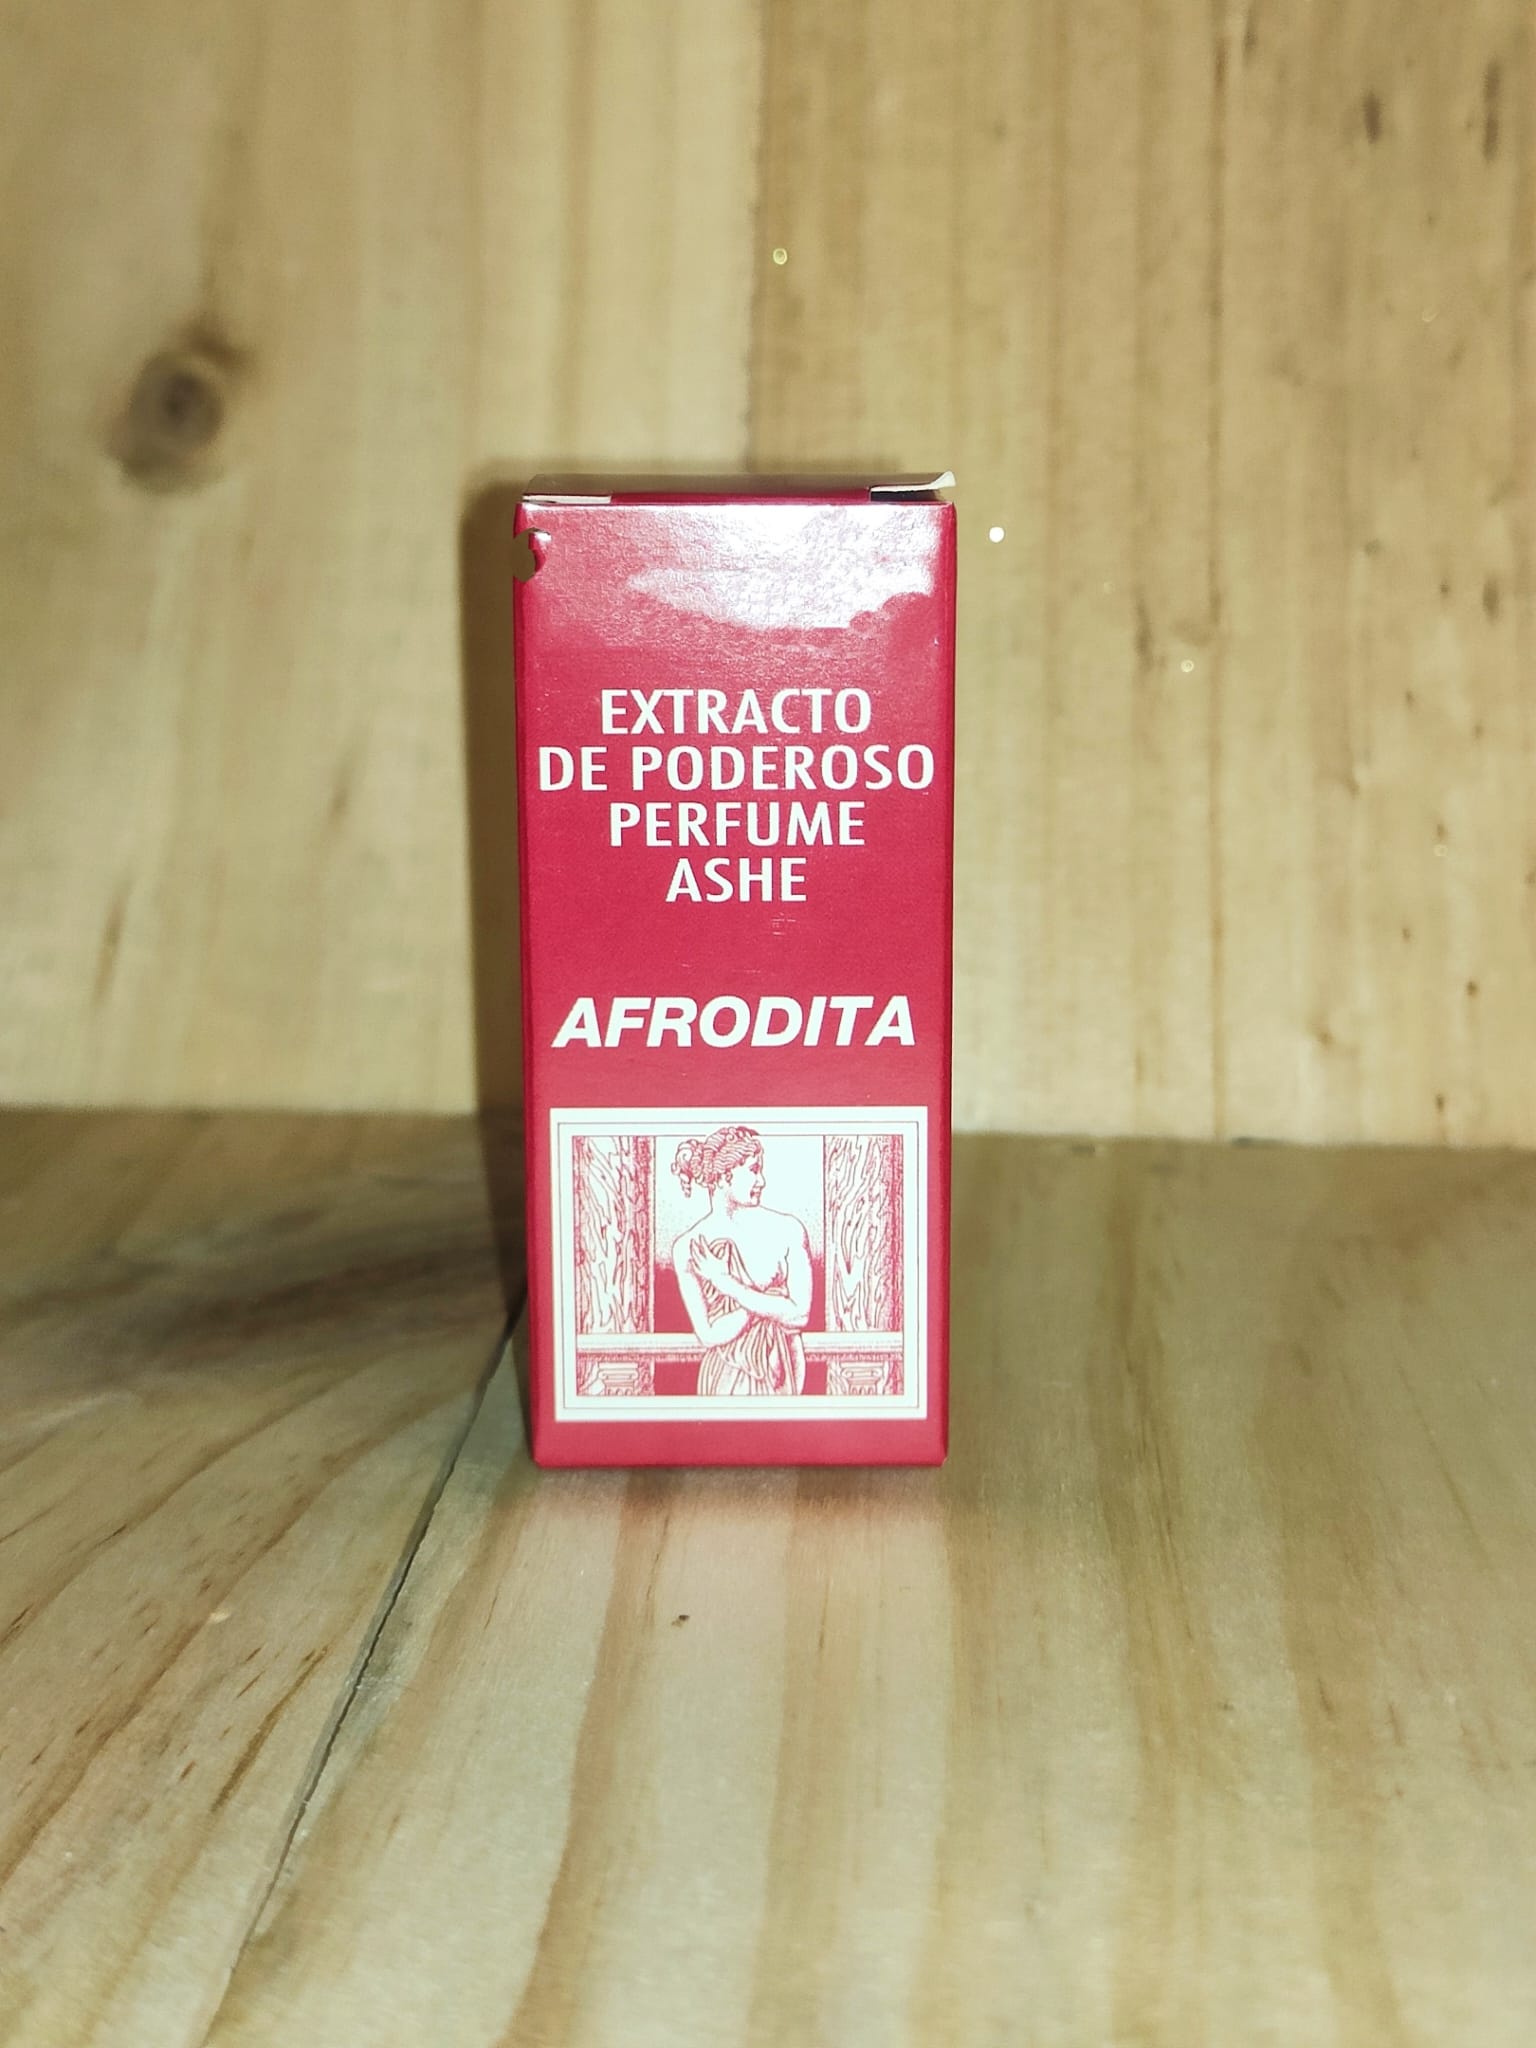 EXTRACTO
DE PODEROSO
PERFUME
ASHE
AFRODITA